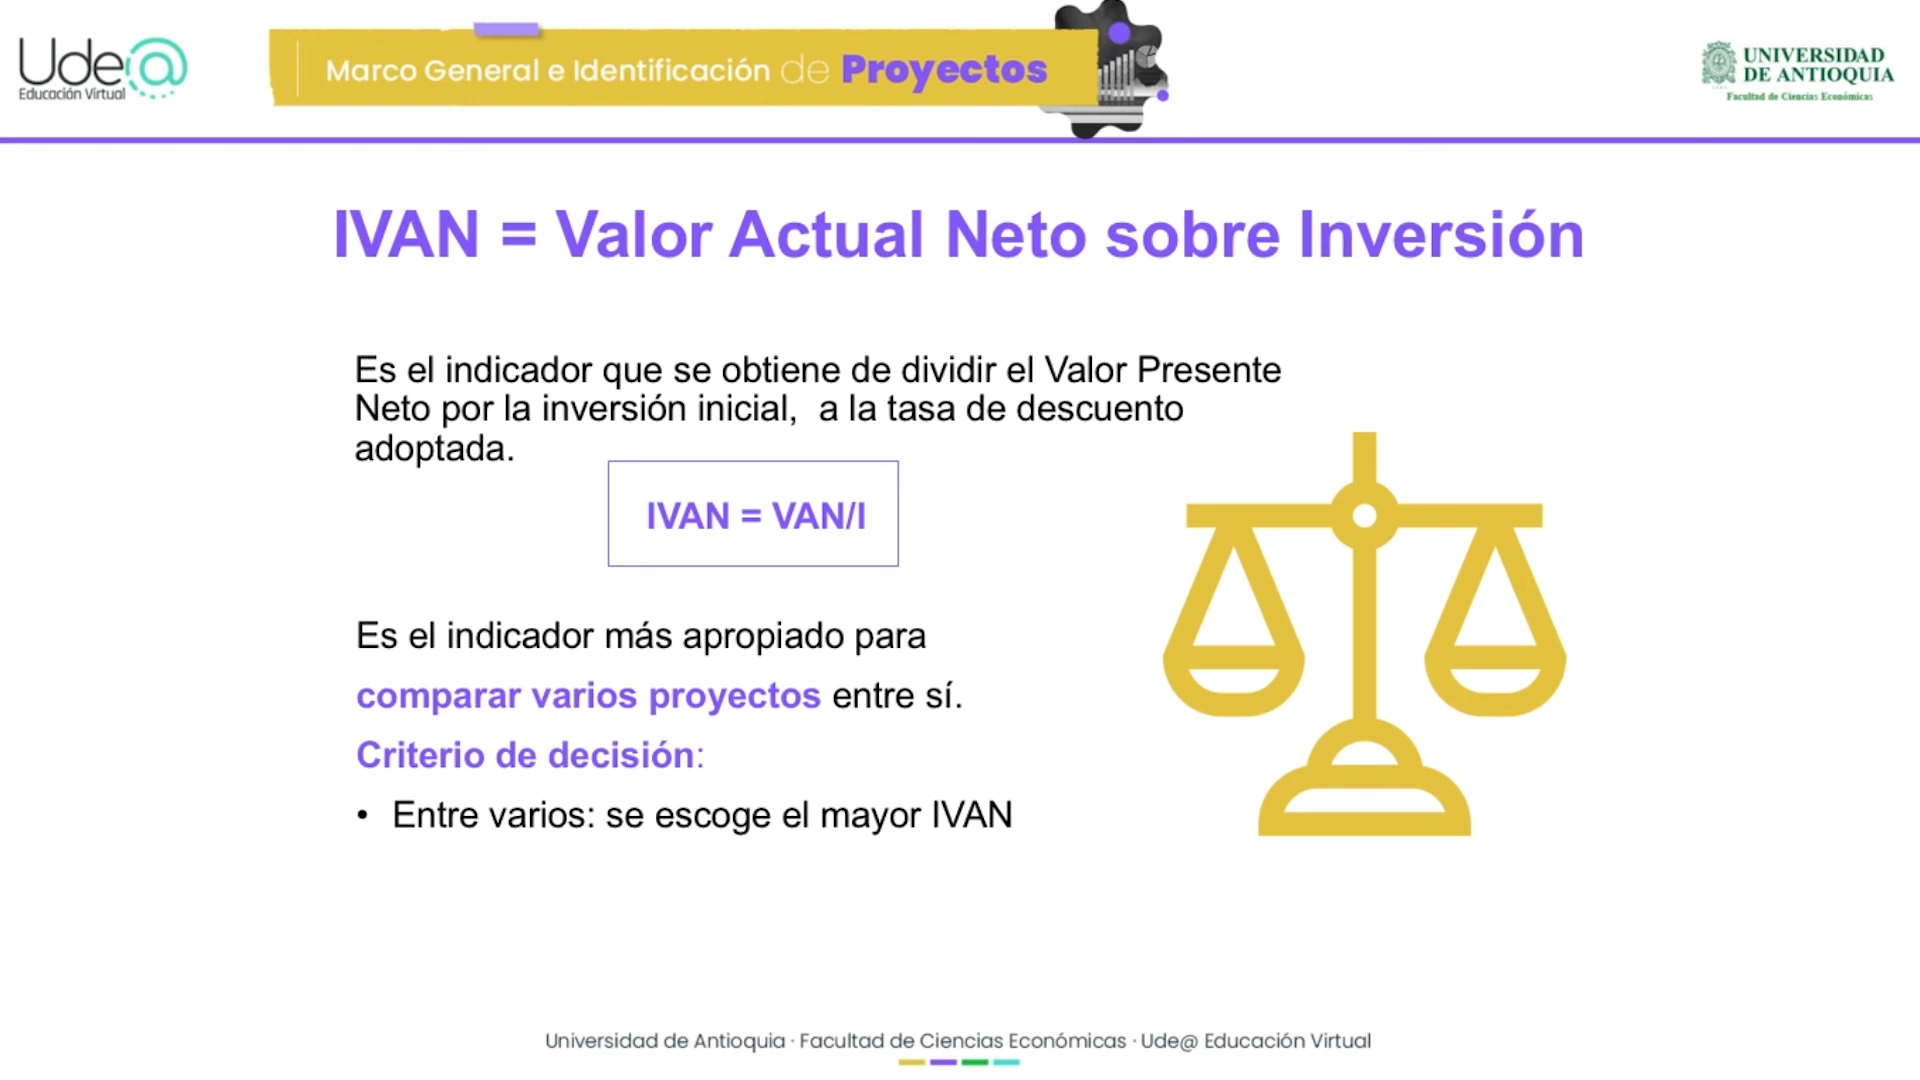 Ude@
Educación Virtual
Marco General e Identificación de Proyectos
UNIVERSIDAD
DE ANTIOQUIA
Facultad de Ciencias Económicas
IVAN = Valor Actual Neto sobre Inversión
Es el indicador que se obtiene de dividir el Valor Presente
Neto por la inversión inicial,  a la tasa de descuento
adoptada.
IVAN = VAN/I
Es el indicador más apropiado para
comparar varios proyectos entre sí.
Criterio de decisión:
• Entre varios: se escoge el mayor IVAN
Universidad de Antioquia · Facultad de Ciencias Económicas · Ude@ Educación Virtual